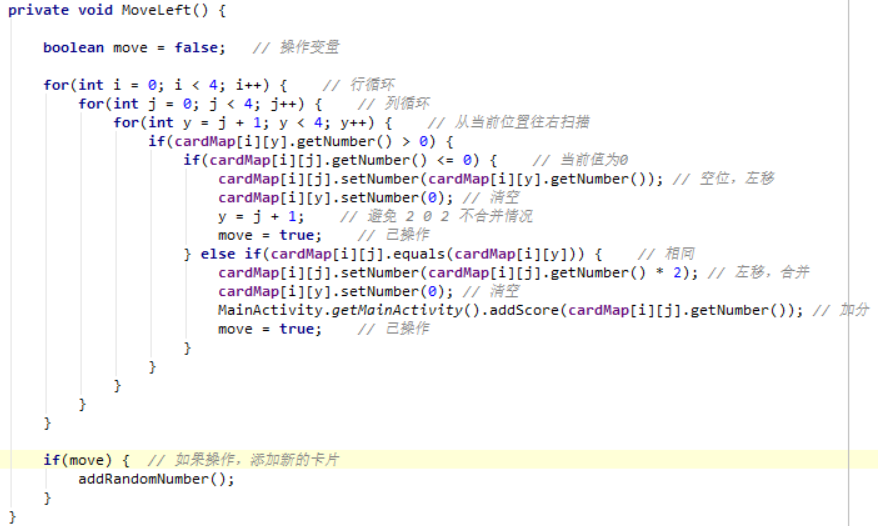 private void MoveLeft() {
boolean move = false;   // 操作变量
for(int i = 0; i < 4; i++) {    // 行循环
for(int j = 0; j < 4; j++) {    // 列循环
for(int y = j + 1; y < 4; y++) {    // 从当前位置往右扫描
if(cardMap[i][y].getNumber() > 0) {
if(cardMap[i][j].getNumber() <= 0) {    // 当前值为0
cardMap[i][j].setNumber(cardMap[i][y].getNumber()); // 空位，左移
cardMap[i][y].setNumber(0); // 清空
y = j + 1;    // 避免 2 0 2 不合并情况
move = true;    // 已操作
} else if(cardMap[i][j].equals(cardMap[i][y])) {    // 相同
cardMap[i][j].setNumber(cardMap[i][j].getNumber() * 2); // 左移，合并
cardMap[i][y].setNumber(0); // 清空
MainActivity.getMainActivity().addScore(cardMap[i][j].getNumber()); // 加分
move = true;    // 已操作
}
}
}
}
}
if(move) {  // 如果操作，添加新的卡片
addRandomNumber();
}
}